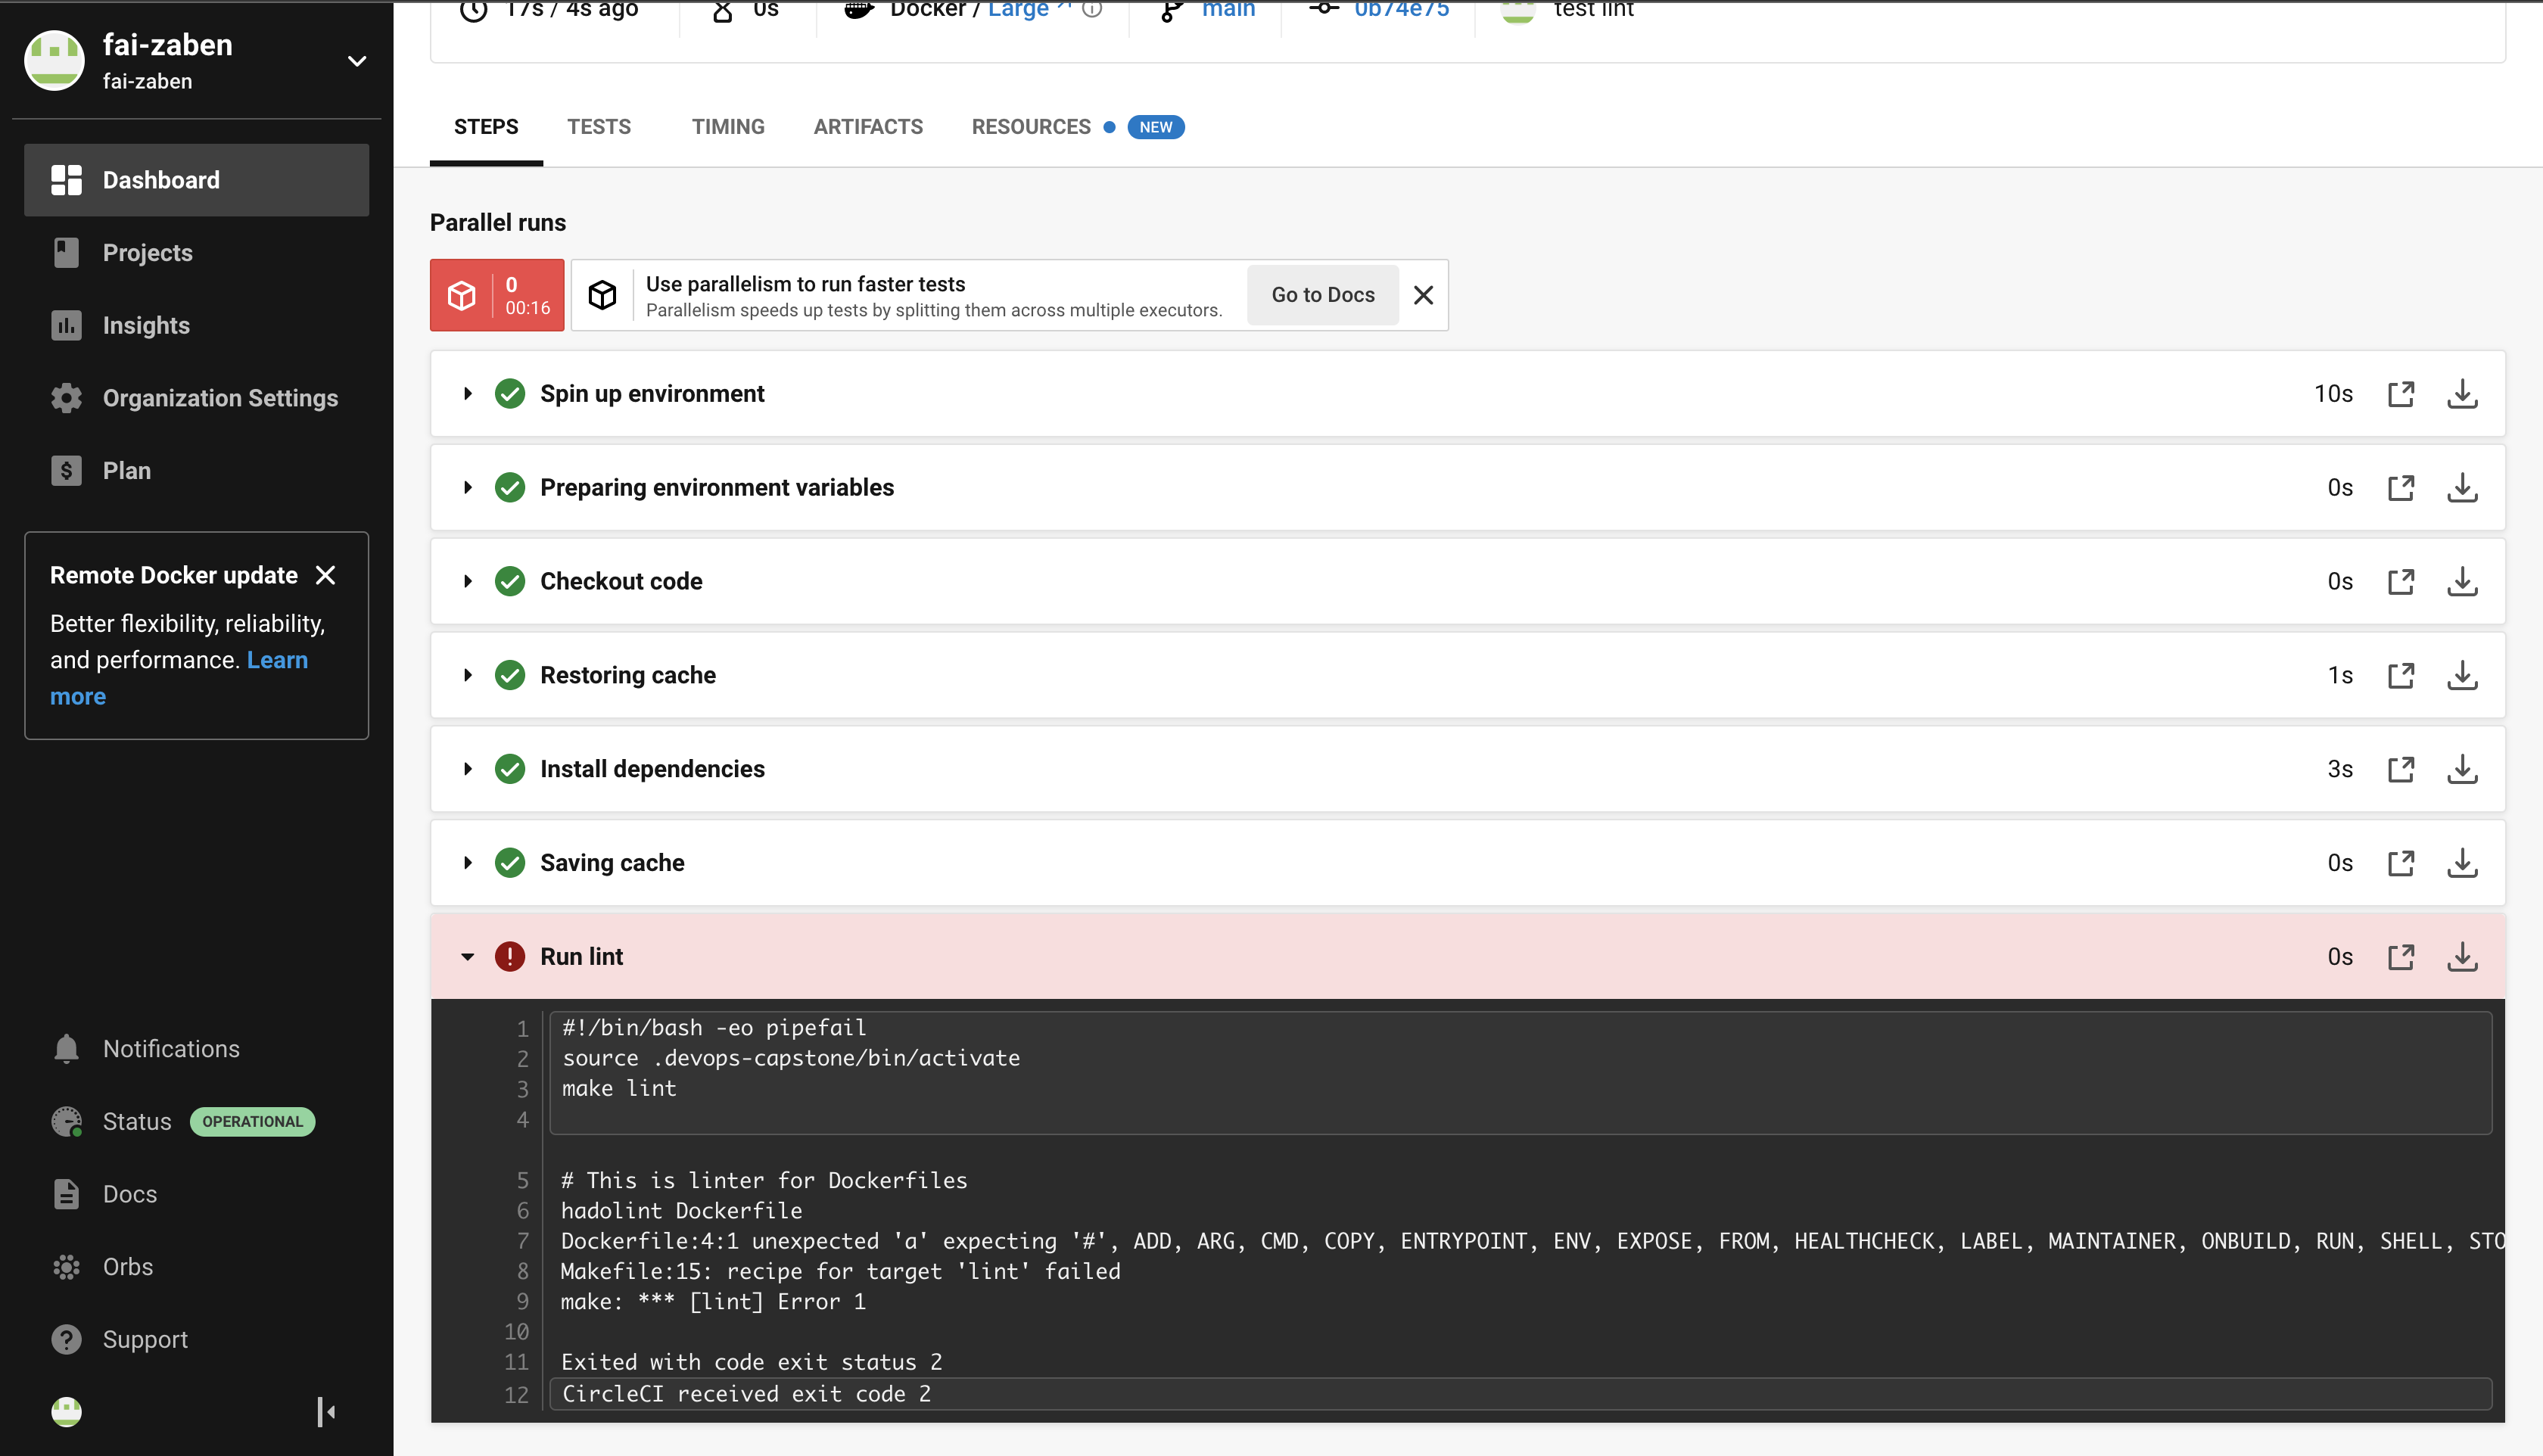 fai-zaben
fai-zaben
Dashboard
Projects
Insights
Organization Settings
Plan
Remote Docker update
Better flexibility, reliability,
and performance. Learn
more
Notifications
Status OPERATIONAL
Docs
Orbs
Support
17s / 4s ago 0s Docker / Large main 0b74e75 test lint
STEPS TESTS TIMING ARTIFACTS RESOURCES NEW
Parallel runs
0
00:16
Use parallelism to run faster tests
Parallelism speeds up tests by splitting them across multiple executors.
Go to Docs
Spin up environment 10s
Preparing environment variables 0s
Checkout code 0s
Restoring cache 1s
Install dependencies 3s
Saving cache 0s
Run lint 0s
1 #!/bin/bash -eo pipefail
2 source .devops-capstone/bin/activate
3 make lint
4
5 # This is linter for Dockerfiles
6 hadolint Dockerfile
7 Dockerfile:4:1 unexpected 'a' expecting '#', ADD, ARG, CMD, COPY, ENTRYPOINT, ENV, EXPOSE, FROM, HEALTHCHECK, LABEL, MAINTAINER, ONBUILD, RUN, SHELL, STO
8 Makefile:15: recipe for target 'lint' failed
9 make: *** [lint] Error 1
10
11 Exited with code exit status 2
12 CircleCI received exit code 2